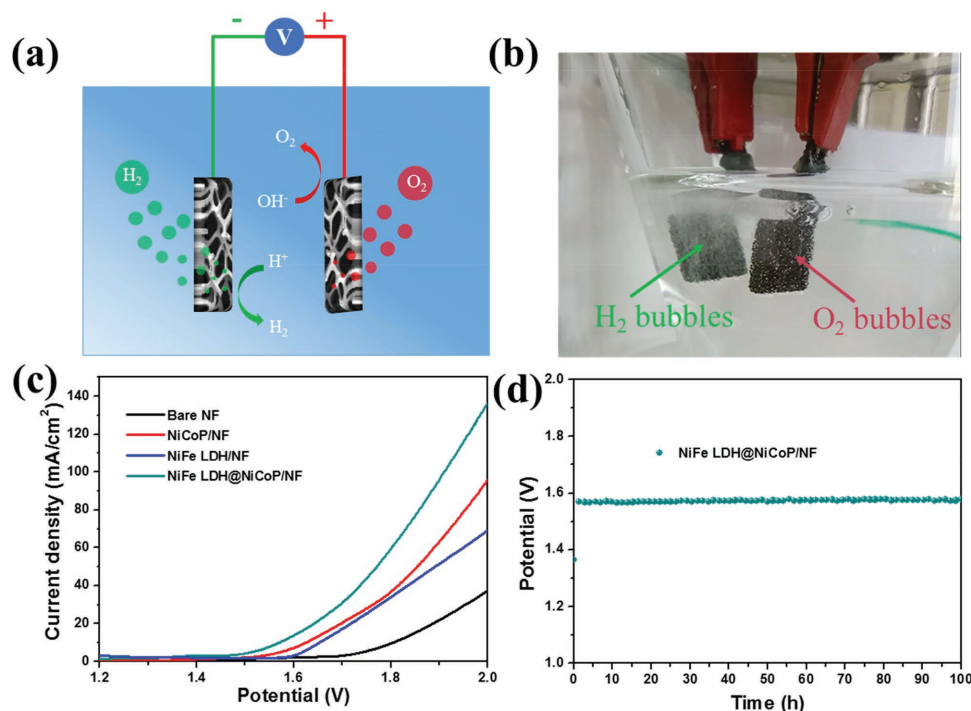 (a)
-
V
+
H₂
O₂
OH⁻
H⁺
H₂
O₂
(b)
H₂ bubbles
O₂ bubbles
(c)
Current density (mA/cm²)
140
120
100
80
60
40
20
0
Bare NF
NiCoP/NF
NiFe LDH/NF
NiFe LDH@NiCoP/NF
1.2 1.4 1.6 1.8 2.0
Potential (V)
(d)
Potential (V)
2.0
1.8
1.6
1.4
1.2
1.0
NiFe LDH@NiCoP/NF
0 10 20 30 40 50 60 70 80 90 100
Time (h)